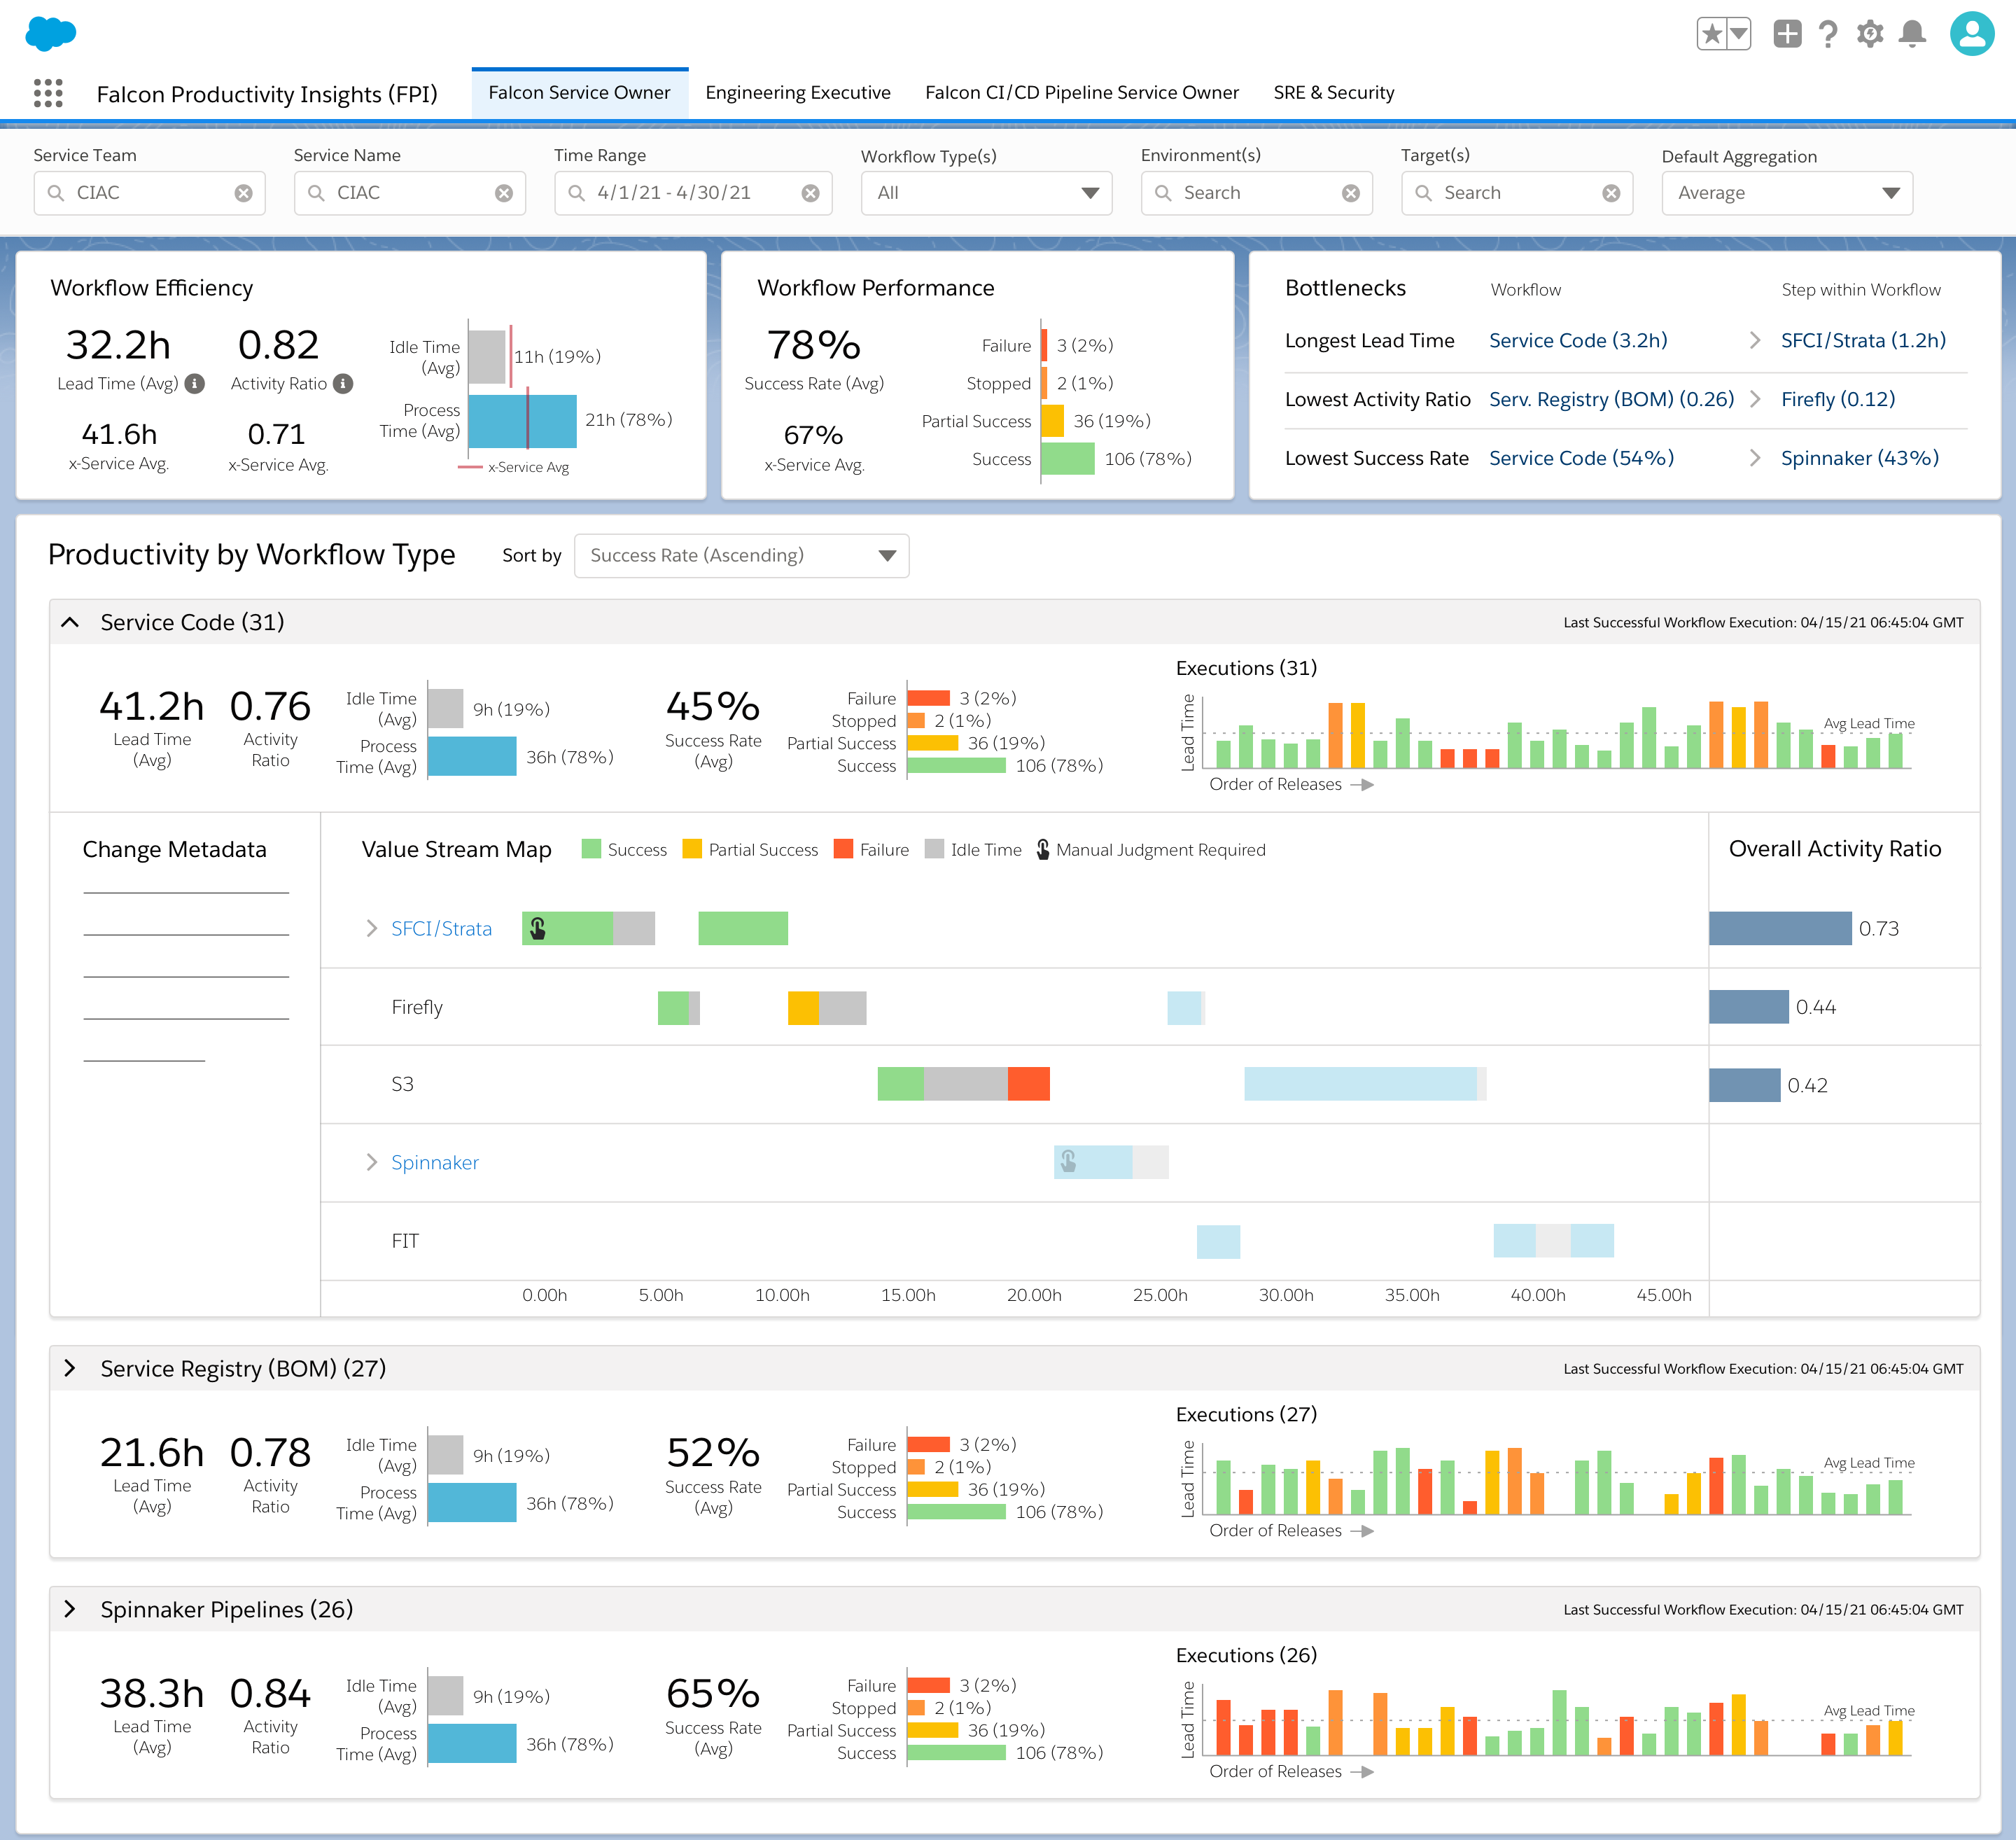 Falcon Productivity Insights (FPI)
Falcon Service Owner
Engineering Executive
Falcon CI/CD Pipeline Service Owner
SRE & Security
Service Team
Service Name
Time Range
Workflow Type(s)
Environment(s)
Target(s)
Default Aggregation
CIAC
CIAC
4/1/21 - 4/30/21
All
Search
Search
Average
Workflow Efficiency
32.2h
Lead Time (Avg)
0.82
Activity Ratio
41.6h
x-Service Avg.
0.71
x-Service Avg.
Idle Time
(Avg)
11h (19%)
Process
Time (Avg)
21h (78%)
x-Service Avg
Workflow Performance
78%
Success Rate (Avg)
67%
x-Service Avg.
Failure
3 (2%)
Stopped
2 (1%)
Partial Success
36 (19%)
Success
106 (78%)
Bottlenecks
Workflow
Step within Workflow
Longest Lead Time
Service Code (3.2h)
SFCI/Strata (1.2h)
Lowest Activity Ratio
Serv. Registry (BOM) (0.26)
Firefly (0.12)
Lowest Success Rate
Service Code (54%)
Spinnaker (43%)
Productivity by Workflow Type
Sort by
Success Rate (Ascending)
Service Code (31)
Last Successful Workflow Execution: 04/15/21 06:45:04 GMT
41.2h
Lead Time
(Avg)
0.76
Activity
Ratio
Idle Time
(Avg)
9h (19%)
Process
Time (Avg)
36h (78%)
45%
Success Rate
(Avg)
Failure
3 (2%)
Stopped
2 (1%)
Partial Success
36 (19%)
Success
106 (78%)
Executions (31)
Lead Time
Avg Lead Time
Order of Releases
Change Metadata
Value Stream Map
Success
Partial Success
Failure
Idle Time
Manual Judgment Required
Overall Activity Ratio
SFCI/Strata
0.73
Firefly
0.44
S3
0.42
Spinnaker
FIT
0.00h
5.00h
10.00h
15.00h
20.00h
25.00h
30.00h
35.00h
40.00h
45.00h
Service Registry (BOM) (27)
Last Successful Workflow Execution: 04/15/21 06:45:04 GMT
21.6h
Lead Time
(Avg)
0.78
Activity
Ratio
Idle Time
(Avg)
9h (19%)
Process
Time (Avg)
36h (78%)
52%
Success Rate
(Avg)
Failure
3 (2%)
Stopped
2 (1%)
Partial Success
36 (19%)
Success
106 (78%)
Executions (27)
Lead Time
Avg Lead Time
Order of Releases
Spinnaker Pipelines (26)
Last Successful Workflow Execution: 04/15/21 06:45:04 GMT
38.3h
Lead Time
(Avg)
0.84
Activity
Ratio
Idle Time
(Avg)
9h (19%)
Process
Time (Avg)
36h (78%)
65%
Success Rate
(Avg)
Failure
3 (2%)
Stopped
2 (1%)
Partial Success
36 (19%)
Success
106 (78%)
Executions (26)
Lead Time
Avg Lead Time
Order of Releases